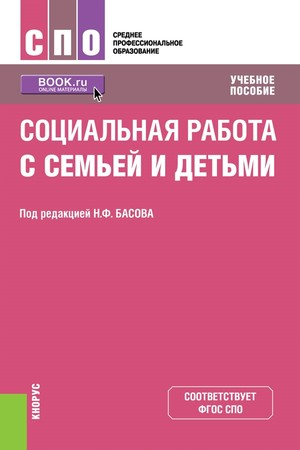 СПО
СРЕДНЕЕ
ПРОФЕССИОНАЛЬНОЕ
ОБРАЗОВАНИЕ
BOOK.ru
ONLINE МАТЕРИАЛЫ
УЧЕБНОЕ
ПОСОБИЕ
СОЦИАЛЬНАЯ РАБОТА
С СЕМЬЕЙ И ДЕТЬМИ
Под редакцией Н.Ф. БАСОВА
КНОРУС
СООТВЕТСТВУЕТ
ФГОС СПО